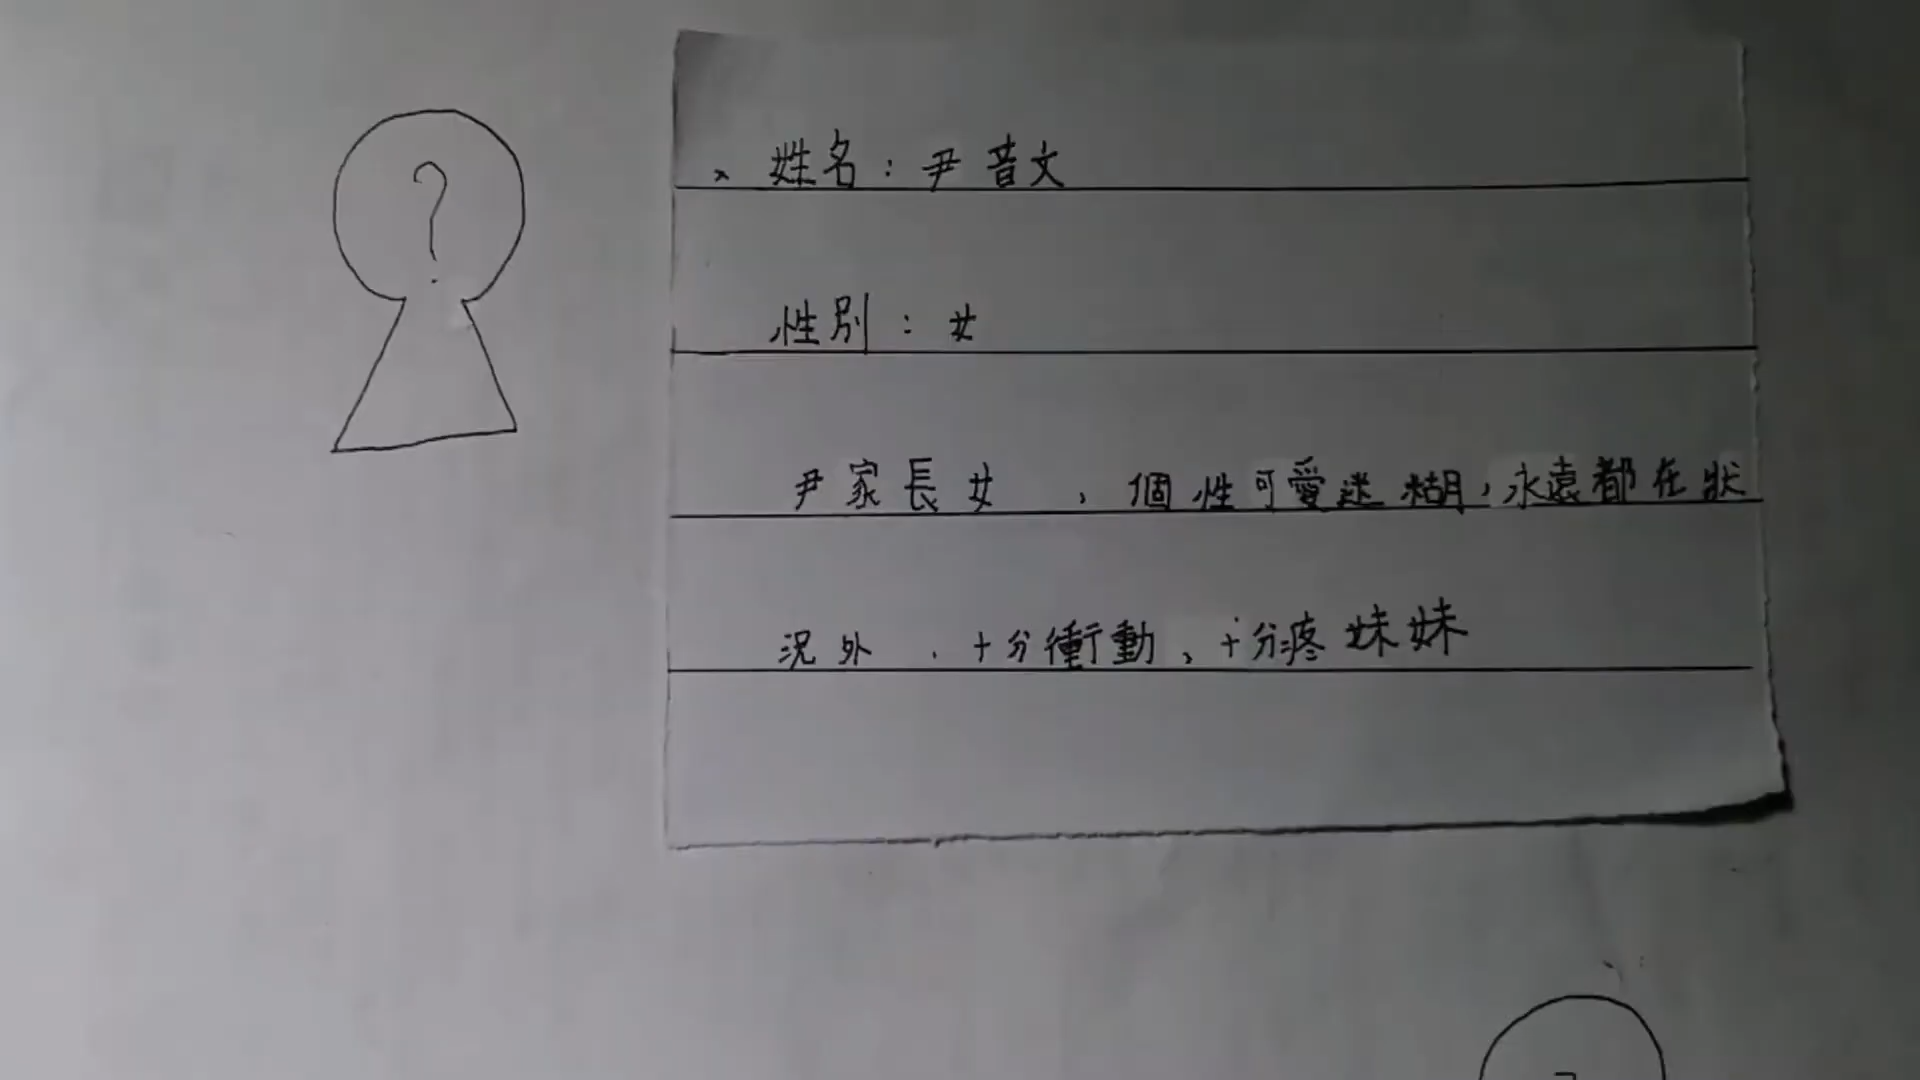 ?
、姓名：尹昔文
性別：女
尹家長女，個性可愛迷糊，永遠都在狀
況外，十分衝動、十分疼妹妹